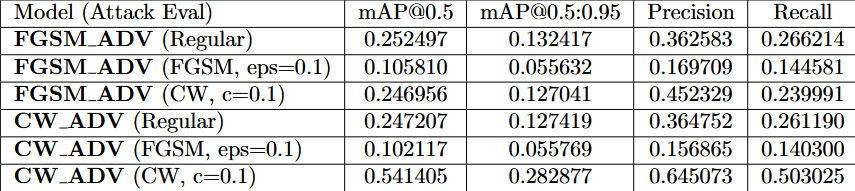 Model (Attack Eval) mAP@0.5 mAP@0.5:0.95 Precision Recall
FGSM_ADV (Regular) 0.252497 0.132417 0.362583 0.266214
FGSM_ADV (FGSM, eps=0.1) 0.105810 0.055632 0.169709 0.144581
FGSM_ADV (CW, c=0.1) 0.246956 0.127041 0.452329 0.239991
CW_ADV (Regular) 0.247207 0.127419 0.364752 0.261190
CW_ADV (FGSM, eps=0.1) 0.102117 0.055769 0.156865 0.140300
CW_ADV (CW, c=0.1) 0.541405 0.282877 0.645073 0.503025